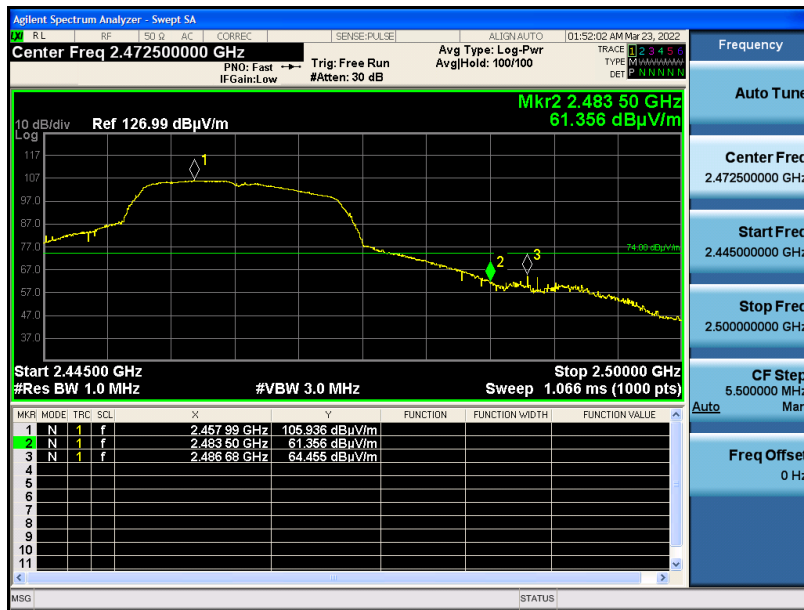 Agilent Spectrum Analyzer - Swept SA
LXI RL RF 50 Ω AC CORREC SENSE:PULSE ALIGN AUTO 01:52:02 AM Mar 23, 2022
Center Freq 2.472500000 GHz
PNO: Fast
IFGain:Low
Trig: Free Run
#Atten: 30 dB
Avg Type: Log-Pwr
Avg|Hold: 100/100
TRACE 1 2 3 4 5 6
TYPE M
DET P N N N N N
Mkr2 2.483 50 GHz
61.356 dBµV/m
10 dB/div Ref 126.99 dBµV/m
Log
117
107
97.0
87.0
77.0
67.0
57.0
47.0
37.0
1
2
3
74.00 dBµV/m
Start 2.44500 GHz Stop 2.50000 GHz
#Res BW 1.0 MHz #VBW 3.0 MHz Sweep 1.066 ms (1000 pts)
MKR MODE TRC SCL X Y FUNCTION FUNCTION WIDTH FUNCTION VALUE
1 N 1 f 2.457 99 GHz 105.936 dBµV/m
2 N 1 f 2.483 50 GHz 61.356 dBµV/m
3 N 1 f 2.486 68 GHz 64.455 dBµV/m
4
5
6
7
8
9
10
11
MSG STATUS
Frequency
Auto Tune
Center Freq
2.472500000 GHz
Start Freq
2.445000000 GHz
Stop Freq
2.500000000 GHz
CF Step
5.500000 MHz
Auto Man
Freq Offset
0 Hz